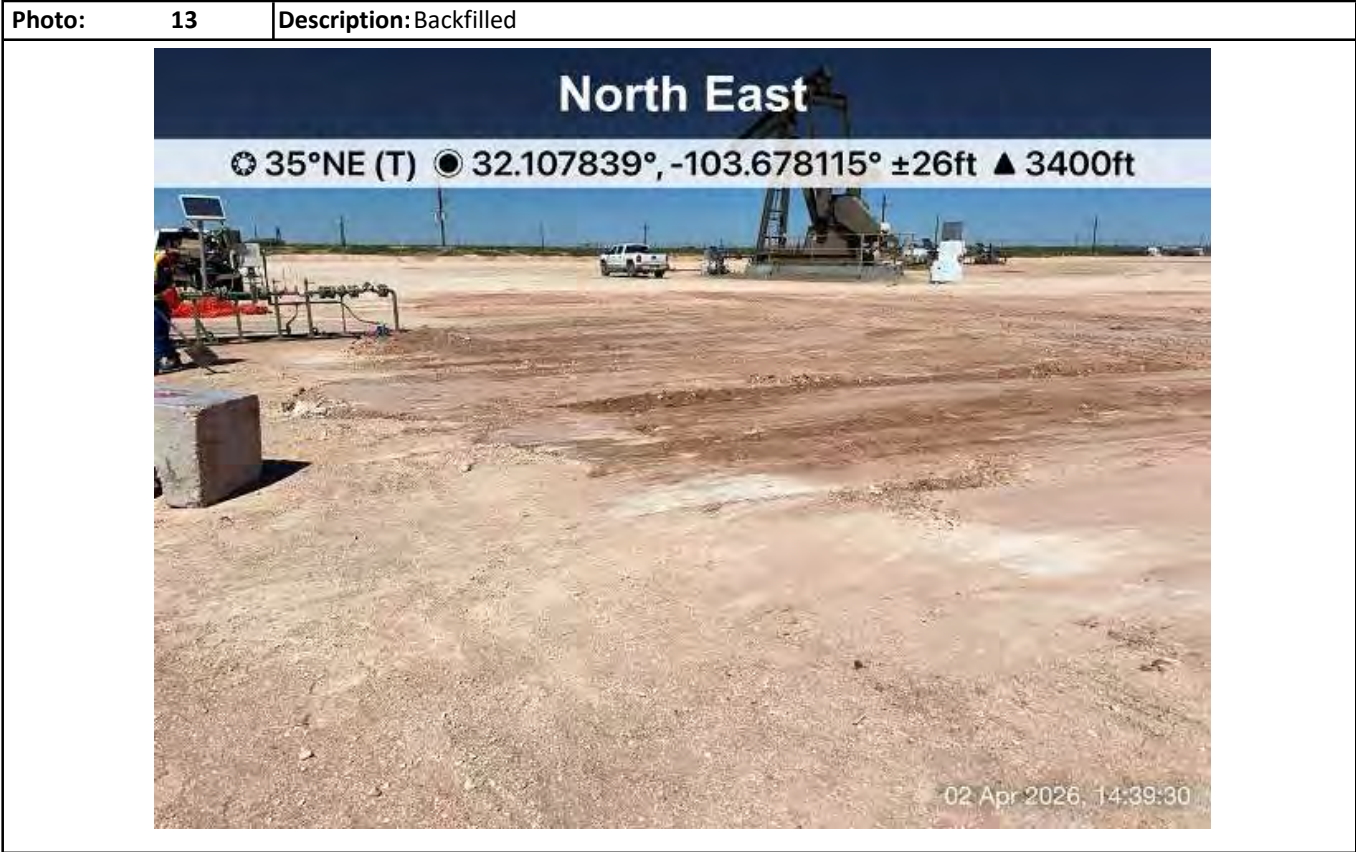 Photo: 13 Description: Backfilled
North East
35°NE (T) 32.107839°, -103.678115° ±26ft ▲ 3400ft
02 Apr 2026, 14:39:30